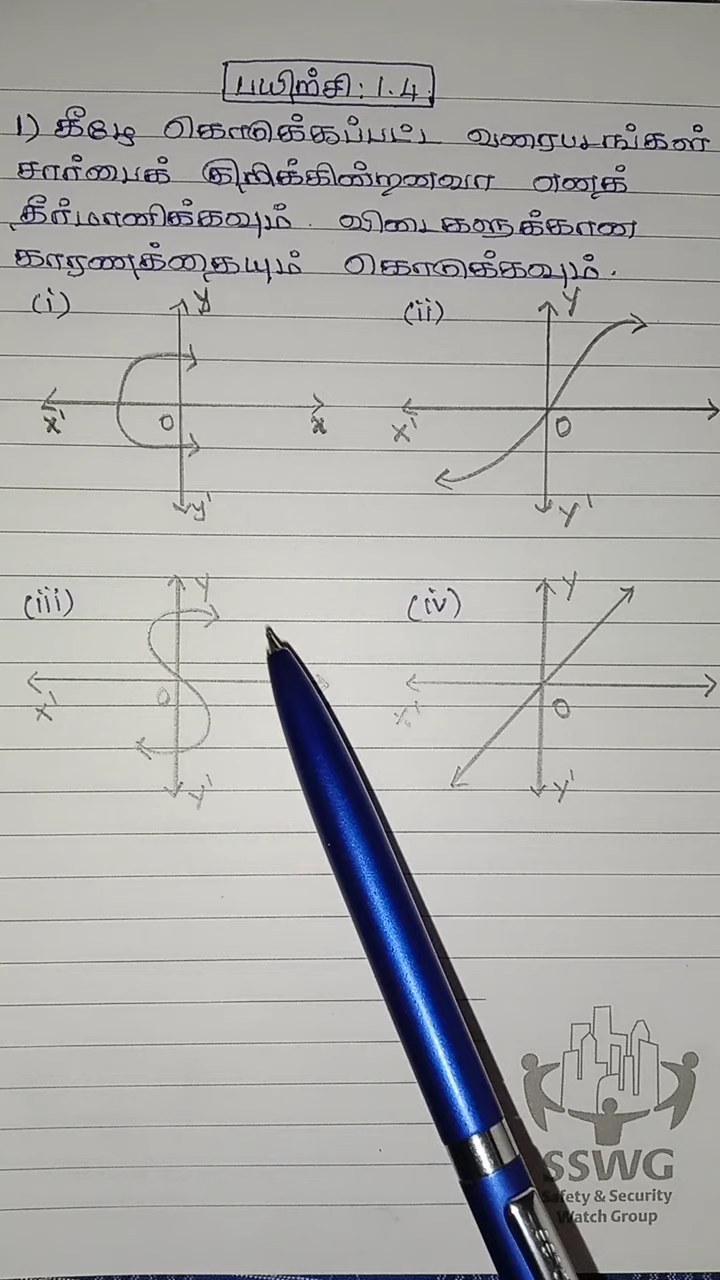 பயிற்சி : 1.4
1) கீழே கொடுக்கப்பட்ட வரைபடங்கள்
சார்பைக் குறிக்கின்றனவா எனத்
தீர்மானிக்கவும். விடைகளுக்கான
காரணத்தையும் கொடுக்கவும்.
(i) y
(ii) y
x' O x
x' O
y'
y'
(iii) y
(iv) y
x' O
x' O
y'
y'
SSWG
Safety & Security
Watch Group